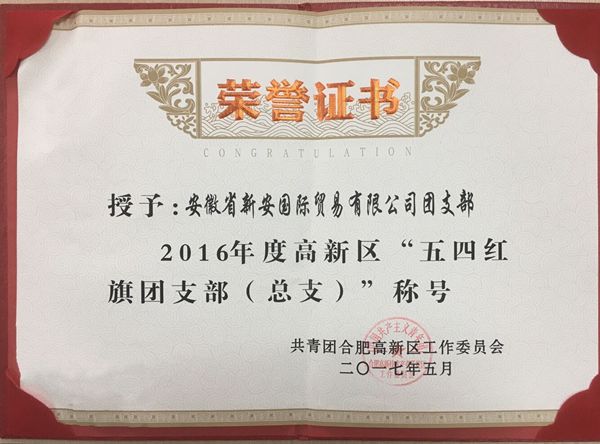 荣誉证书
CONGRATULATION
授予：安徽省新安国际贸易有限公司团支部
2016年度高新区“五四红
旗团支部（总支）”称号
共青团合肥高新区工作委员会
二〇一七年五月